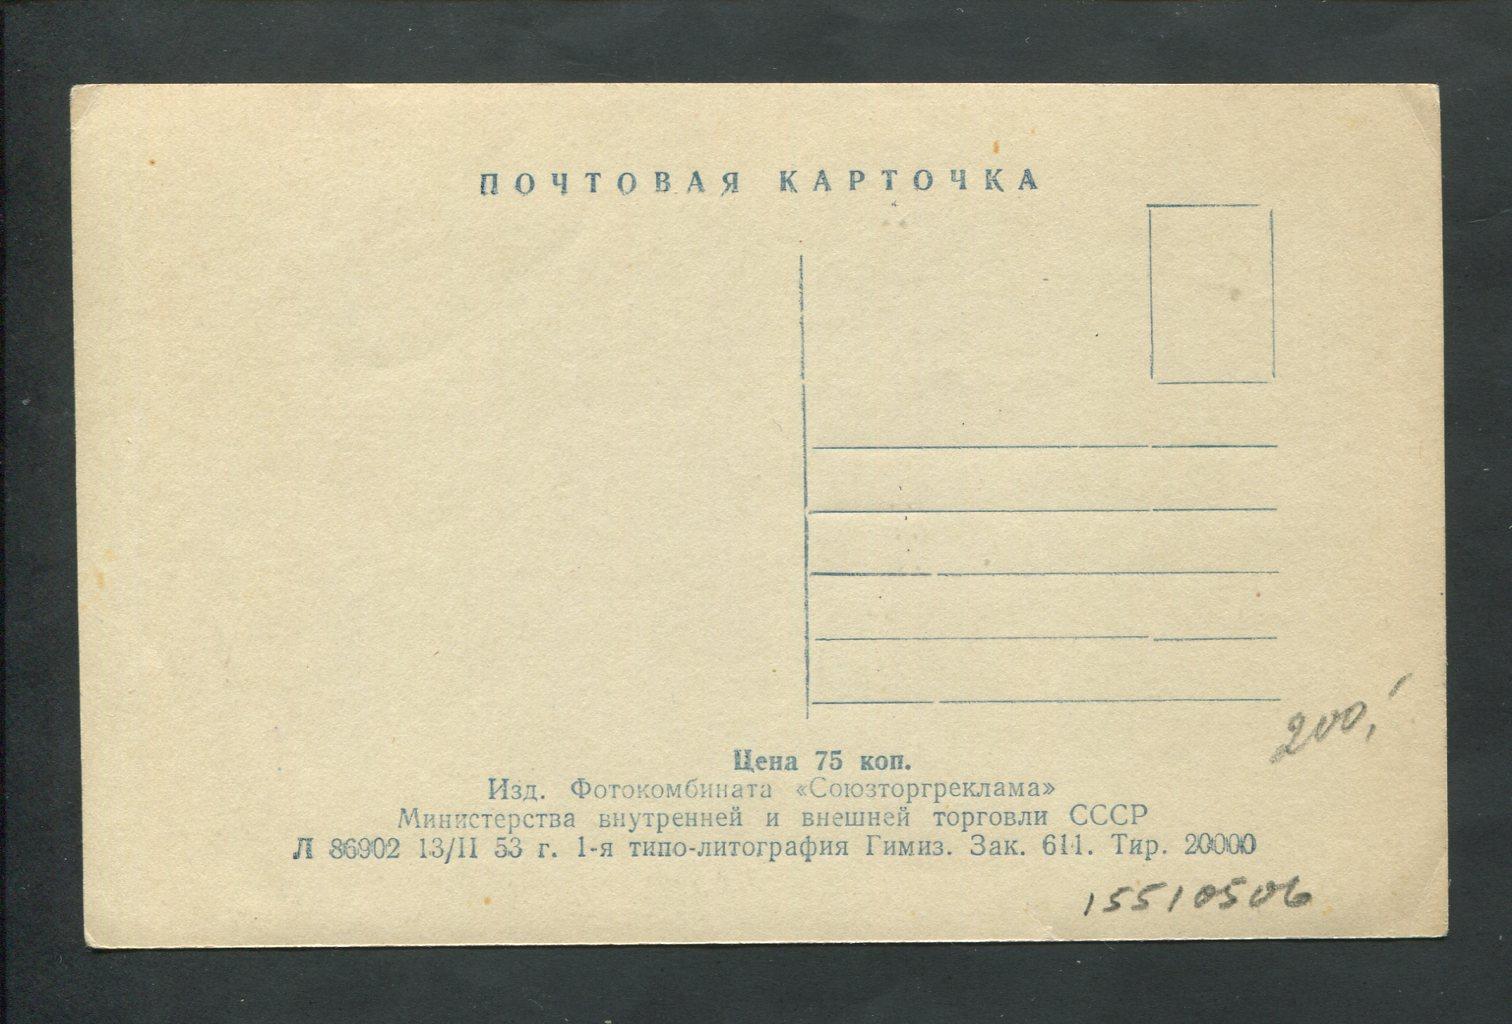 ПОЧТОВАЯ КАРТОЧКА
200,
Цена 75 коп.
Изд. Фотокомбината «Союзторгреклама»
Министерства внутренней и внешней торговли СССР
Л 86902 13/II 53 г. 1-я типо-литография Гимиз. Зак. 611. Тир. 20000
15510506